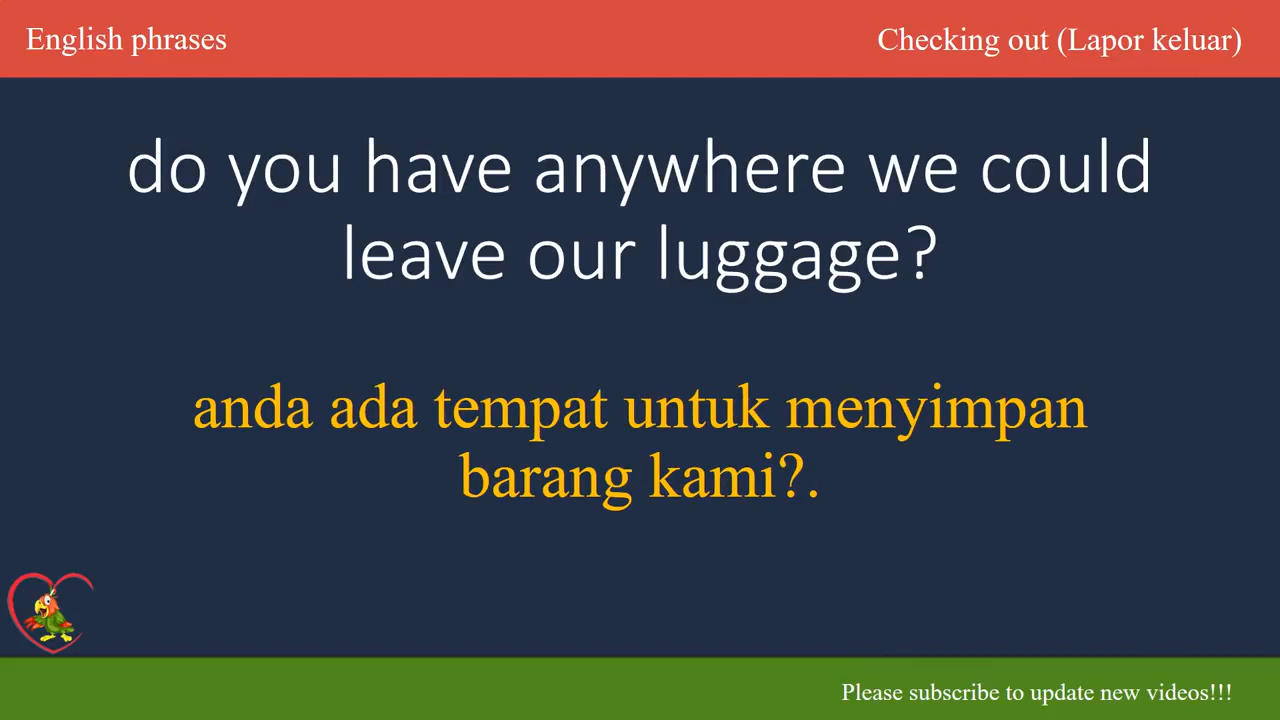 English phrases
Checking out (Lapor keluar)
do you have anywhere we could
leave our luggage?
anda ada tempat untuk menyimpan
barang kami?.
Please subscribe to update new videos!!!